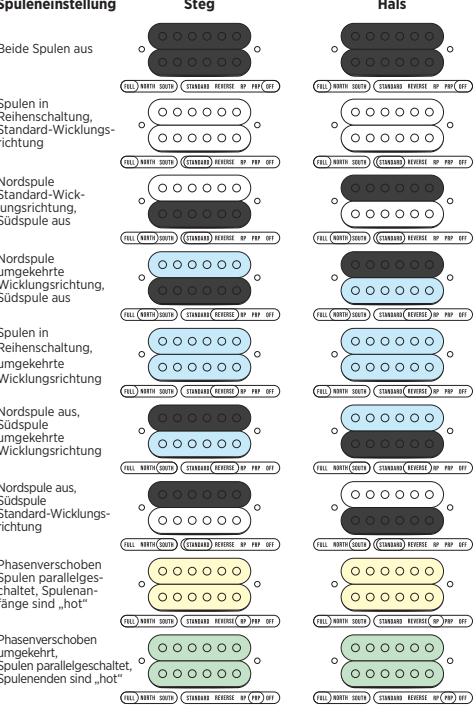 Spuleneinstellung Steg Hals
Beide Spulen aus
FULL NORTH SOUTH STANDARD REVERSE RP PRP OFF FULL NORTH SOUTH STANDARD REVERSE RP PRP OFF
Spulen in
Reihenschaltung,
Standard-Wicklungs-
richtung
FULL NORTH SOUTH STANDARD REVERSE RP PRP OFF FULL NORTH SOUTH STANDARD REVERSE RP PRP OFF
Nordspule
Standard-Wick-
lungsrichtung,
Südspule aus
FULL NORTH SOUTH STANDARD REVERSE RP PRP OFF FULL NORTH SOUTH STANDARD REVERSE RP PRP OFF
Nordspule
umgekehrte
Wicklungsrichtung,
Südspule aus
FULL NORTH SOUTH STANDARD REVERSE RP PRP OFF FULL NORTH SOUTH STANDARD REVERSE RP PRP OFF
Spulen in
Reihenschaltung,
umgekehrte
Wicklungsrichtung
FULL NORTH SOUTH STANDARD REVERSE RP PRP OFF FULL NORTH SOUTH STANDARD REVERSE RP PRP OFF
Nordspule aus,
Südspule
umgekehrte
Wicklungsrichtung
FULL NORTH SOUTH STANDARD REVERSE RP PRP OFF FULL NORTH SOUTH STANDARD REVERSE RP PRP OFF
Nordspule aus,
Südspule
Standard-Wicklungs-
richtung
FULL NORTH SOUTH STANDARD REVERSE RP PRP OFF FULL NORTH SOUTH STANDARD REVERSE RP PRP OFF
Phasenverschoben
Spulen parallelges-
chaltet, Spulenan-
fänge sind „hot“
FULL NORTH SOUTH STANDARD REVERSE RP PRP OFF FULL NORTH SOUTH STANDARD REVERSE RP PRP OFF
Phasenverschoben
umgekehrt,
Spulen parallelgeschaltet,
Spulenenden sind „hot“
FULL NORTH SOUTH STANDARD REVERSE RP PRP OFF FULL NORTH SOUTH STANDARD REVERSE RP PRP OFF